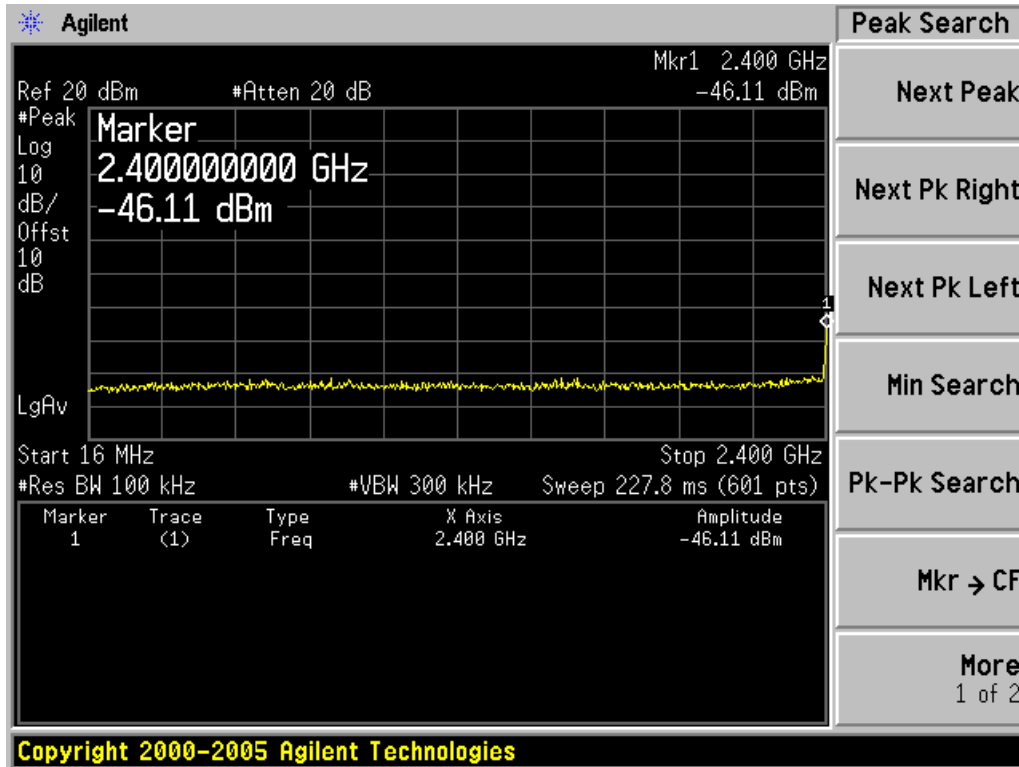 Agilent
Peak Search
Mkr1 2.400 GHz
Ref 20 dBm #Atten 20 dB -46.11 dBm
#Peak
Log
10
dB/
Offst
10
dB
Marker
2.400000000 GHz
-46.11 dBm
1
LgAv
Start 16 MHz Stop 2.400 GHz
#Res BW 100 kHz #VBW 300 kHz Sweep 227.8 ms (601 pts)
Marker Trace Type X Axis Amplitude
1 (1) Freq 2.400 GHz -46.11 dBm
Next Peak
Next Pk Right
Next Pk Left
Min Search
Pk-Pk Search
Mkr → CF
More
1 of 2
Copyright 2000-2005 Agilent Technologies